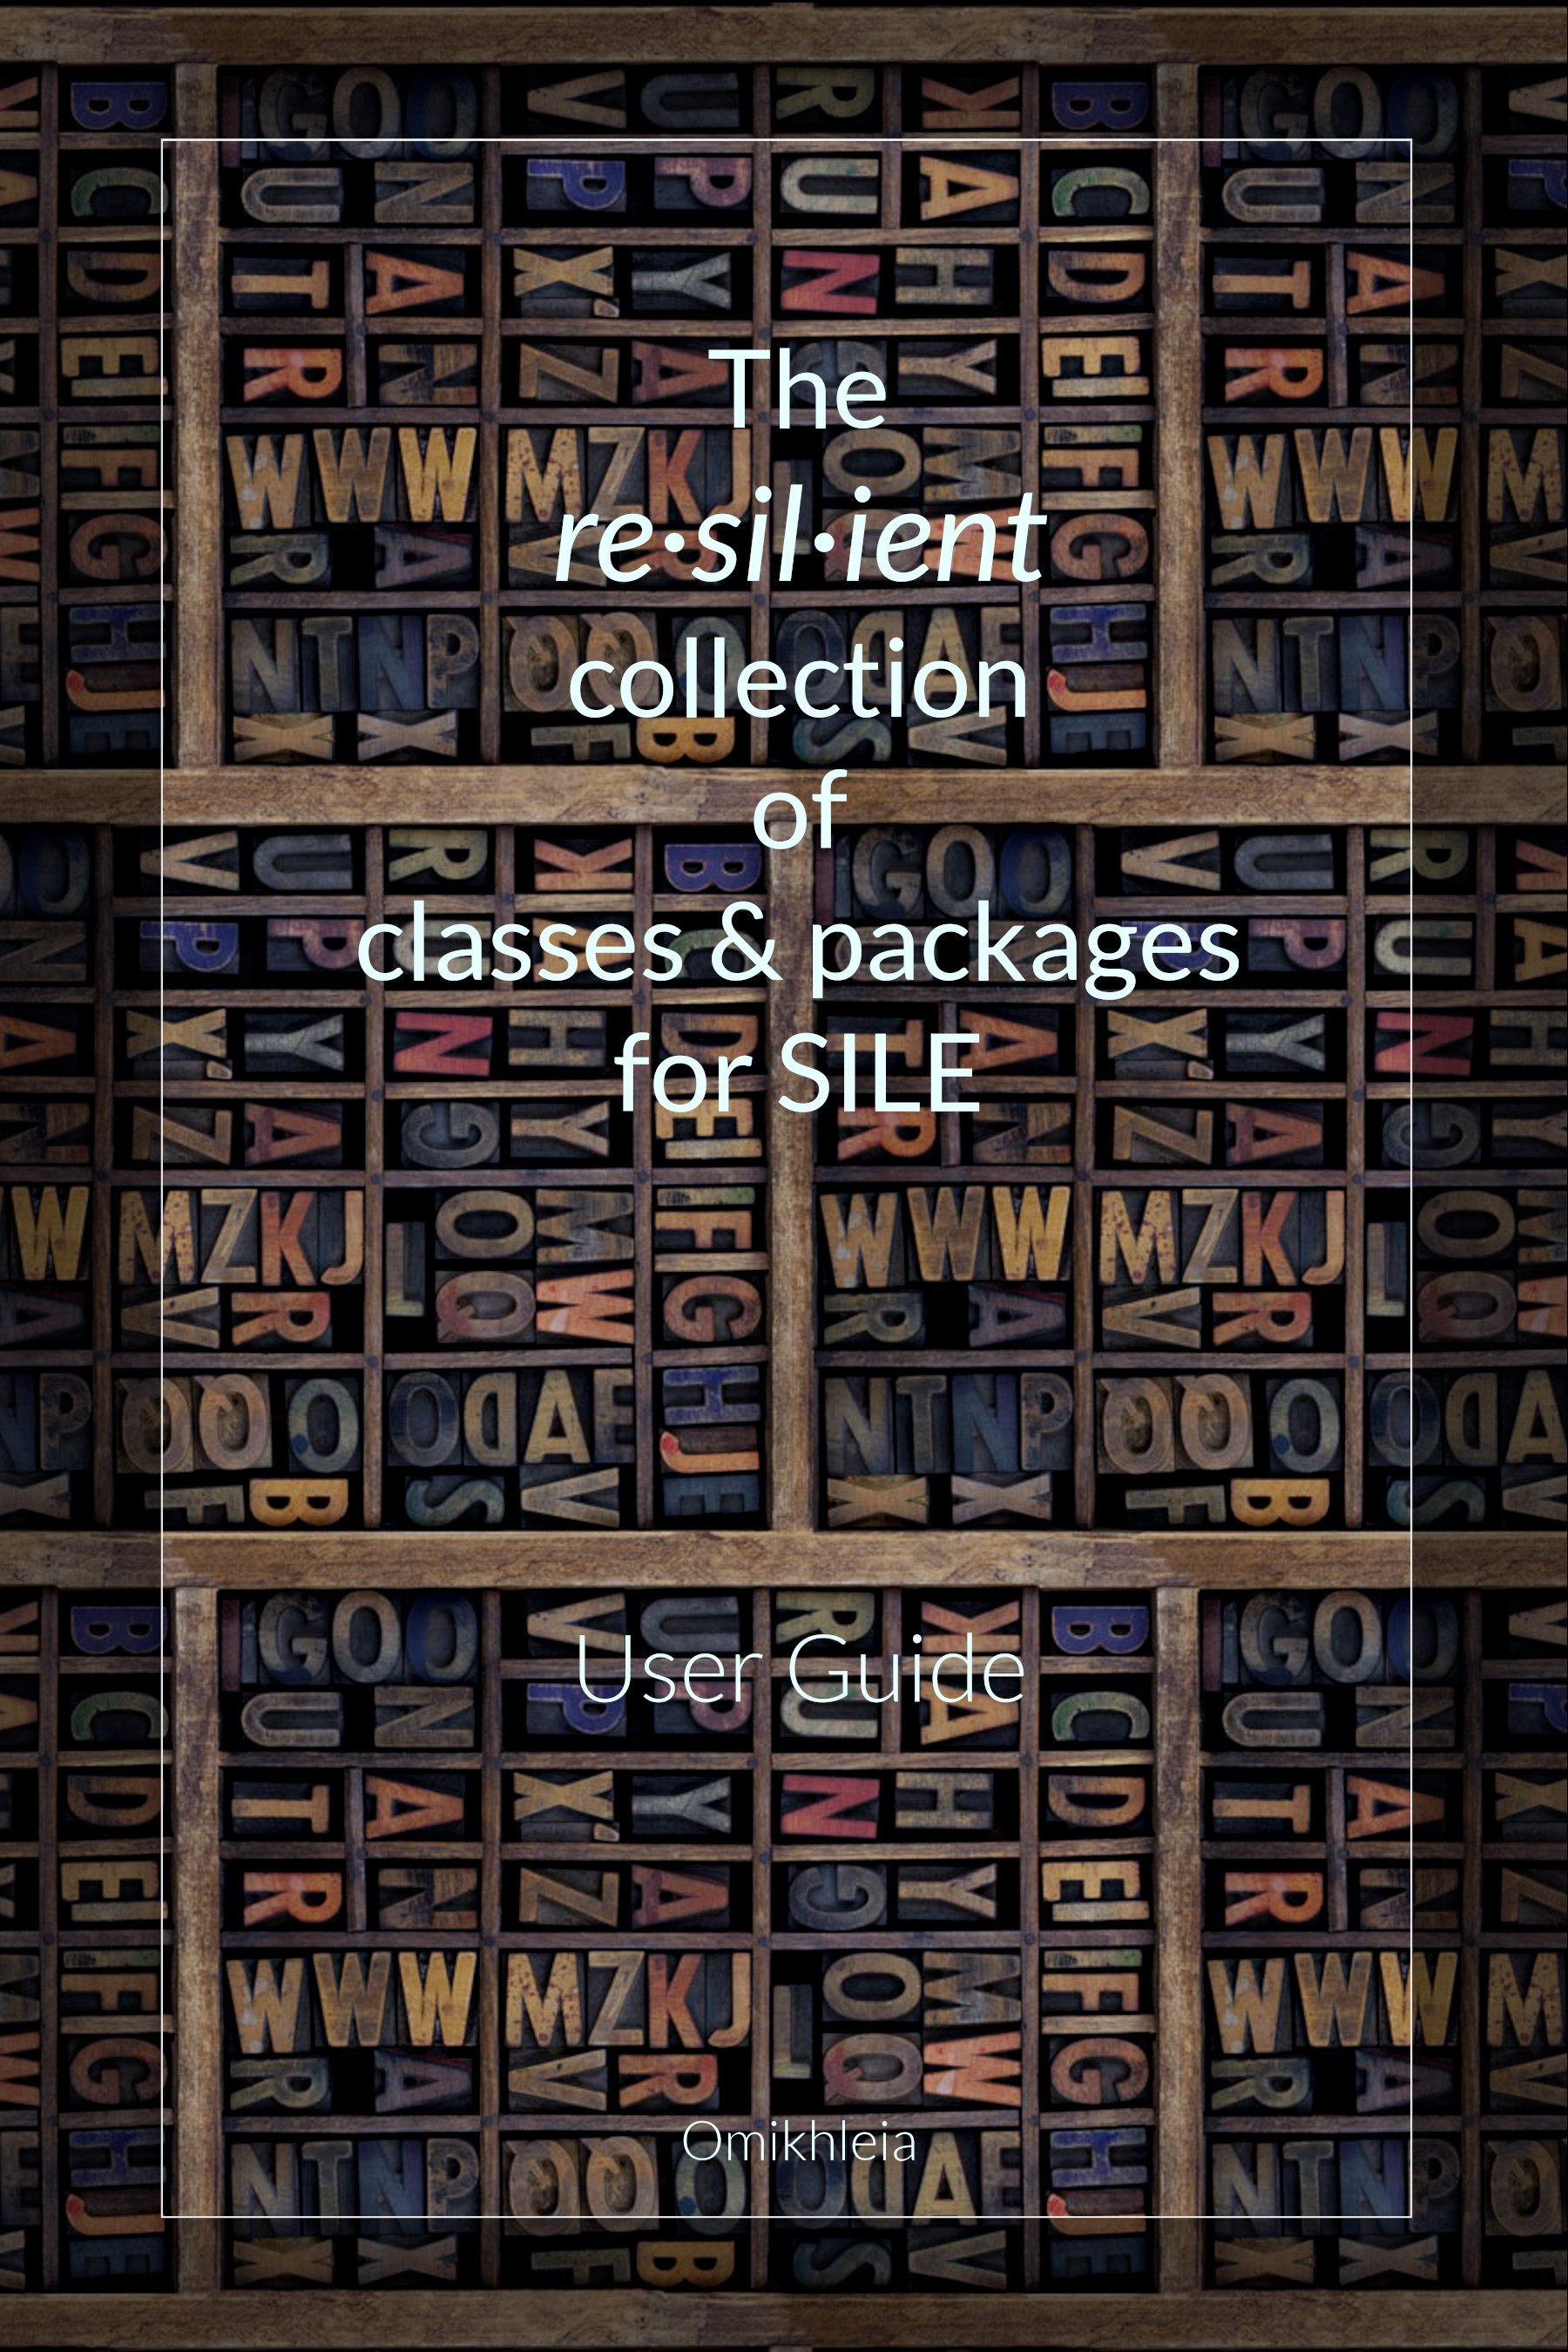 The
re·sil·ient
collection
of
classes & packages
for SILE
User Guide
Omikhleia